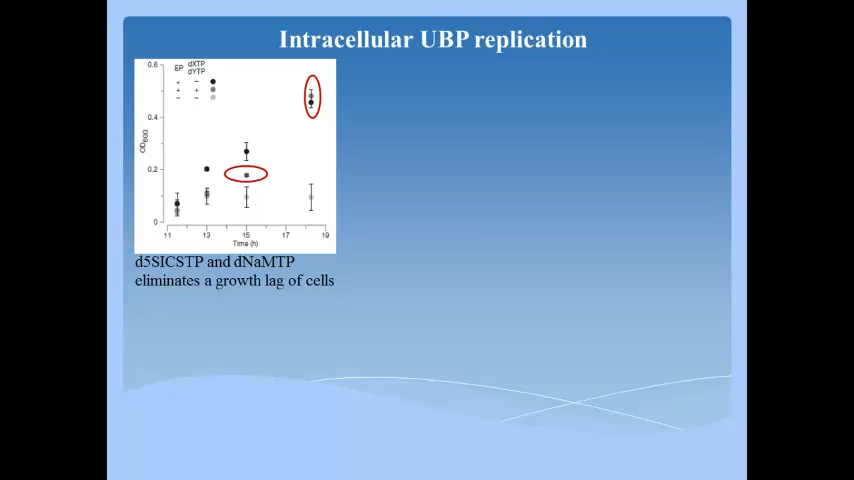 Intracellular UBP replication
EP dXTP dYTP
+ −
+ +
− −
0.6
0.4
0.2
0
OD600
11 13 15 17 19
Time (h)
d5SICSTP and dNaMTP
eliminates a growth lag of cells